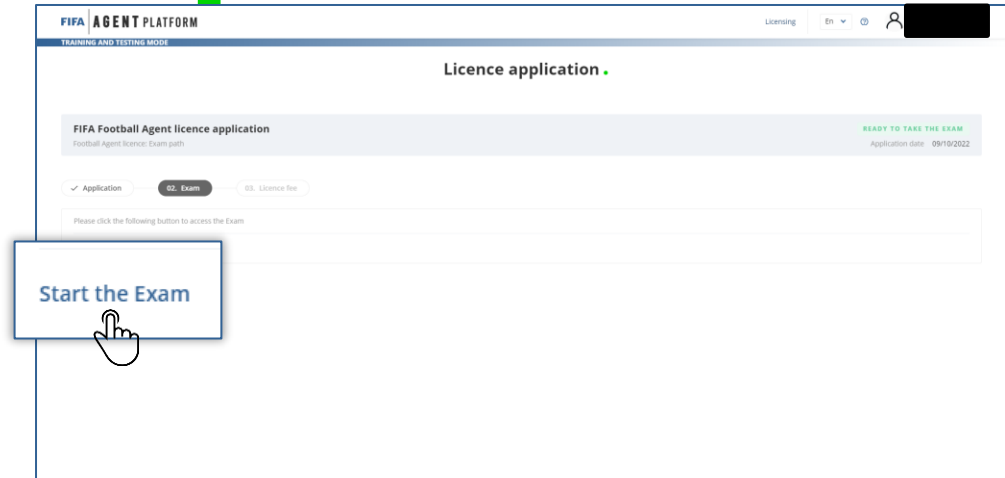 FIFA AGENT PLATFORM
Licensing
En
TRAINING AND TESTING MODE
Licence application.
FIFA Football Agent licence application
READY TO TAKE THE EXAM
Football Agent licence: Exam path
Application date 09/10/2022
Application
02. Exam
03. Licence fee
Please click the following button to access the Exam
Start the Exam